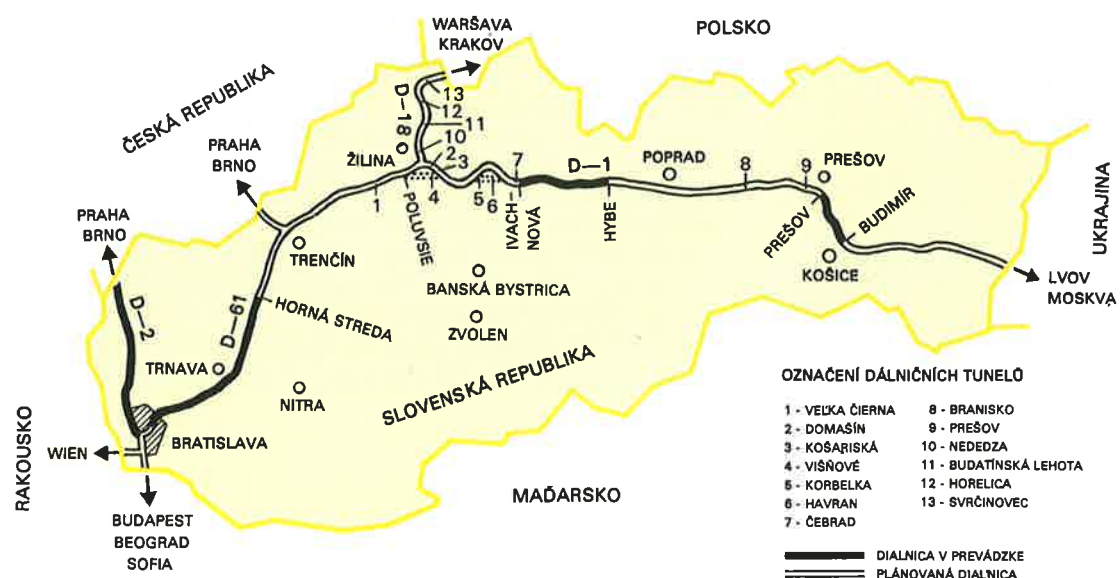 WARŠAVA
KRAKOV
POLSKO
ČESKÁ REPUBLIKA
D-18
13
12
11
10
ŽILINA
2
3
4
1
POLUVSIE
5
6
7
IVACH
NOVÁ
D-1
HYBE
POPRAD
8
9
PREŠOV
PREŠOV
BUDIMÍR
KOŠICE
UKRAJINA
LVOV
MOSKVA
PRAHA
BRNO
PRAHA
BRNO
TRENČÍN
D-61
HORNÁ STREDA
BANSKÁ BYSTRICA
ZVOLEN
D-2
TRNAVA
NITRA
SLOVENSKÁ REPUBLIKA
BRATISLAVA
RAKOUSKO
WIEN
BUDAPEST
BEOGRAD
SOFIA
MAĎARSKO
OZNAČENÍ DÁLNIČNÍCH TUNELŮ
1 - VEĽKA ČIERNA
2 - DOMAŠÍN
3 - KOŠARISKÁ
4 - VIŠŇOVÉ
5 - KORBELKA
6 - HAVRAN
7 - ČEBRAD
8 - BRANISKO
9 - PREŠOV
10 - NEDEDZA
11 - BUDATÍNSKÁ LEHOTA
12 - HORELICA
13 - SVRČINOVEC
DIALNICA V PREVÁDZKE
PLÁNOVANÁ DIALNICA